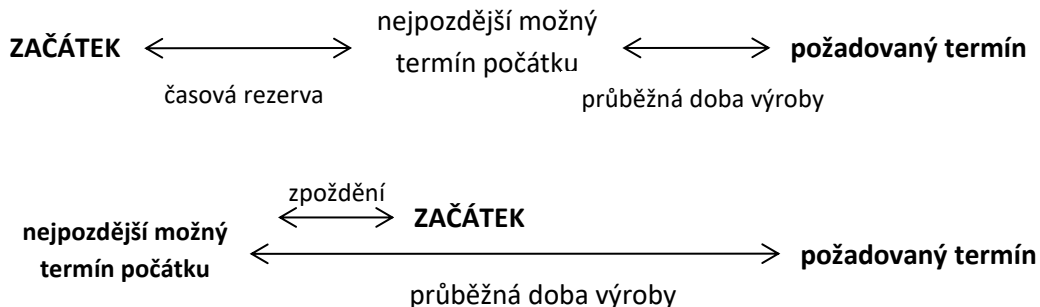 nejpozdější možný
ZAČÁTEK
termín počátku
požadovaný termín
časová rezerva
průběžná doba výroby
zpoždění
ZAČÁTEK
nejpozdější možný
termín počátku
požadovaný termín
průběžná doba výroby